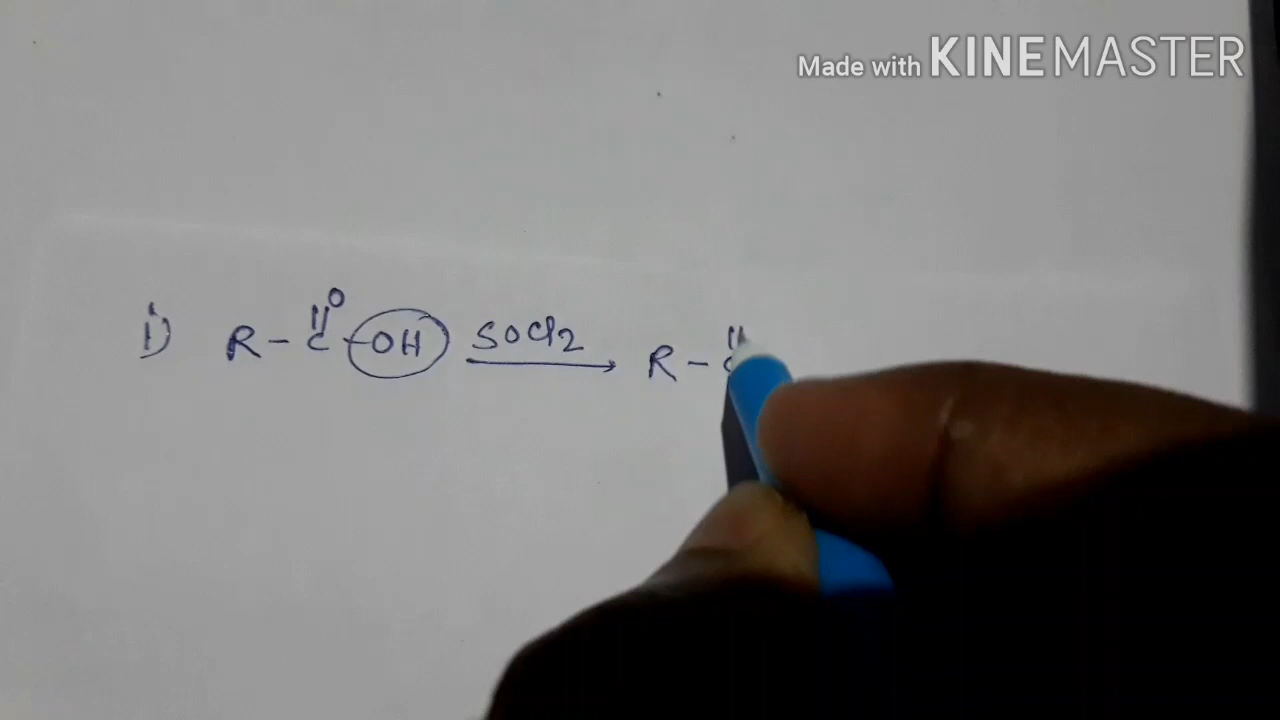 Made with KINEMASTER
O O
i) R - C - OH SOCl2 → R - C